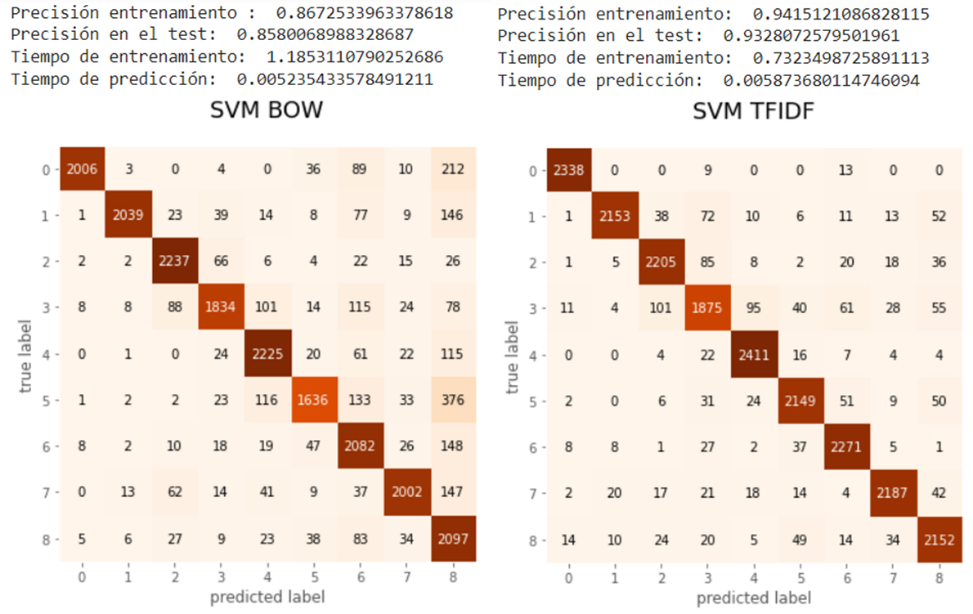 Precisión entrenamiento :  0.8672533963378618
Precisión en el test:  0.8580068988328687
Tiempo de entrenamiento:  1.1853110790252686
Tiempo de predicción:  0.005235433578491211
SVM BOW
0 2006 3 0 4 0 36 89 10 212
1 1 2039 23 39 14 8 77 9 146
2 2 2 2237 66 6 4 22 15 26
3 8 8 88 1834 101 14 115 24 78
4 0 1 0 24 2225 20 61 22 115
5 1 2 2 23 116 1636 133 33 376
6 8 2 10 18 19 47 2082 26 148
7 0 13 62 14 41 9 37 2002 147
8 5 6 27 9 23 38 83 34 2097
0 1 2 3 4 5 6 7 8
true label
predicted label
Precisión entrenamiento:  0.9415121086828115
Precisión en el test:  0.9328072579501961
Tiempo de entrenamiento:  0.7323498725891113
Tiempo de predicción:  0.005873680114746094
SVM TFIDF
0 2338 0 0 9 0 0 13 0 0
1 1 2153 38 72 10 6 11 13 52
2 1 5 2205 85 8 2 20 18 36
3 11 4 101 1875 95 40 61 28 55
4 0 0 4 22 2411 16 7 4 4
5 2 0 6 31 24 2149 51 9 50
6 8 8 1 27 2 37 2271 5 1
7 2 20 17 21 18 14 4 2187 42
8 14 10 24 20 5 49 14 34 2152
0 1 2 3 4 5 6 7 8
true label
predicted label